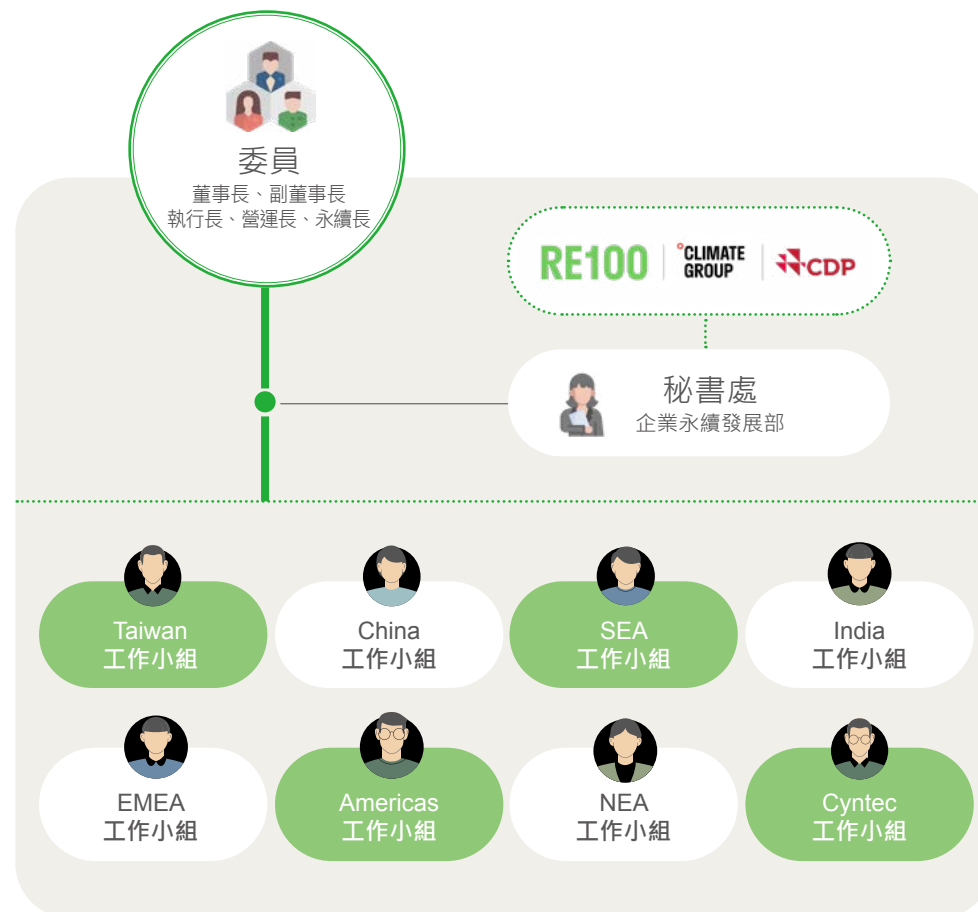 委員
董事長、副董事長
執行長、營運長、永續長
RE100
°CLIMATE
GROUP
CDP
秘書處
企業永續發展部
Taiwan
工作小組
China
工作小組
SEA
工作小組
India
工作小組
EMEA
工作小組
Americas
工作小組
NEA
工作小組
Cyntec
工作小組